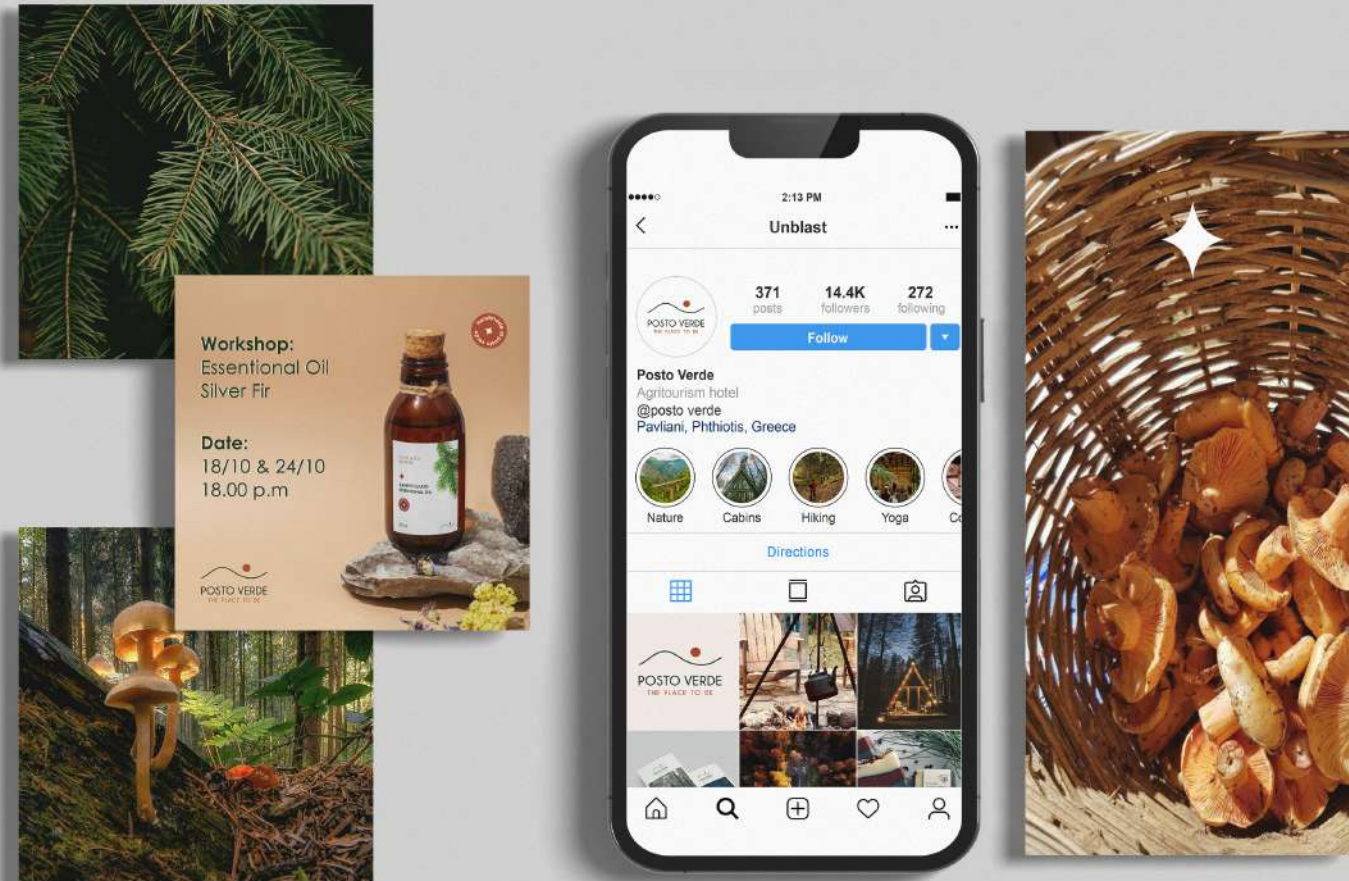 Workshop:
Essentional Oil
Silver Fir
Date:
18/10 & 24/10
18.00 p.m
POSTO VERDE
THE PLACE TO BE
2:13 PM
Unblast
POSTO VERDE
THE PLACE TO BE
371
posts
14.4K
followers
272
following
Follow
Posto Verde
Agritourism hotel
@posto verde
Pavliani, Phthiotis, Greece
Nature
Cabins
Hiking
Yoga
Directions
POSTO VERDE
THE PLACE TO BE